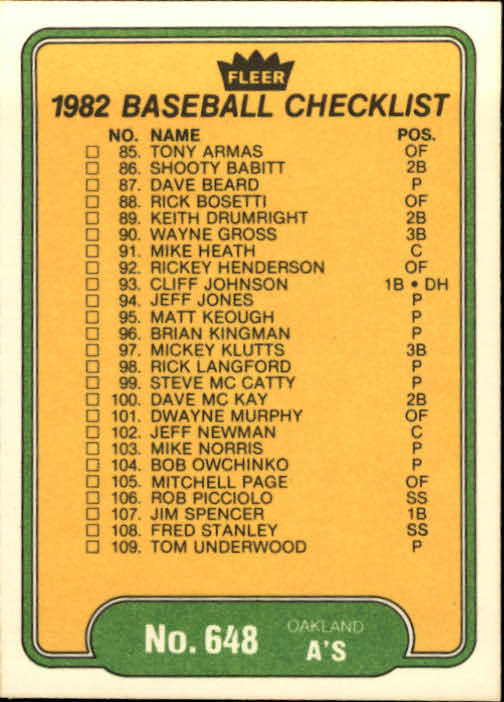 FLEER
1982 BASEBALL CHECKLIST
NO. NAME POS.
85. TONY ARMAS OF
86. SHOOTY BABITT 2B
87. DAVE BEARD P
88. RICK BOSETTI OF
89. KEITH DRUMRIGHT 2B
90. WAYNE GROSS 3B
91. MIKE HEATH C
92. RICKEY HENDERSON OF
93. CLIFF JOHNSON 1B • DH
94. JEFF JONES P
95. MATT KEOUGH P
96. BRIAN KINGMAN P
97. MICKEY KLUTTS 3B
98. RICK LANGFORD P
99. STEVE MC CATTY P
100. DAVE MC KAY 2B
101. DWAYNE MURPHY OF
102. JEFF NEWMAN C
103. MIKE NORRIS P
104. BOB OWCHINKO P
105. MITCHELL PAGE OF
106. ROB PICCIOLO SS
107. JIM SPENCER 1B
108. FRED STANLEY SS
109. TOM UNDERWOOD P
No. 648
OAKLAND
A'S